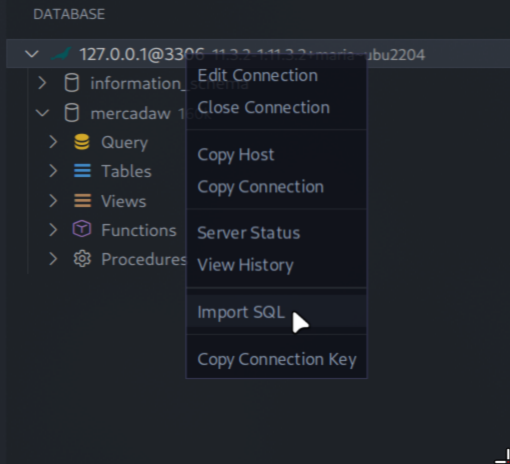 DATABASE
127.0.0.1@3306 11.3.2-1:11.3.2+maria~ubu2204
Edit Connection
information_schema
Close Connection
mercadaw
Query
Copy Host
Tables
Copy Connection
Views
Functions
Server Status
Procedures
View History
Import SQL
Copy Connection Key